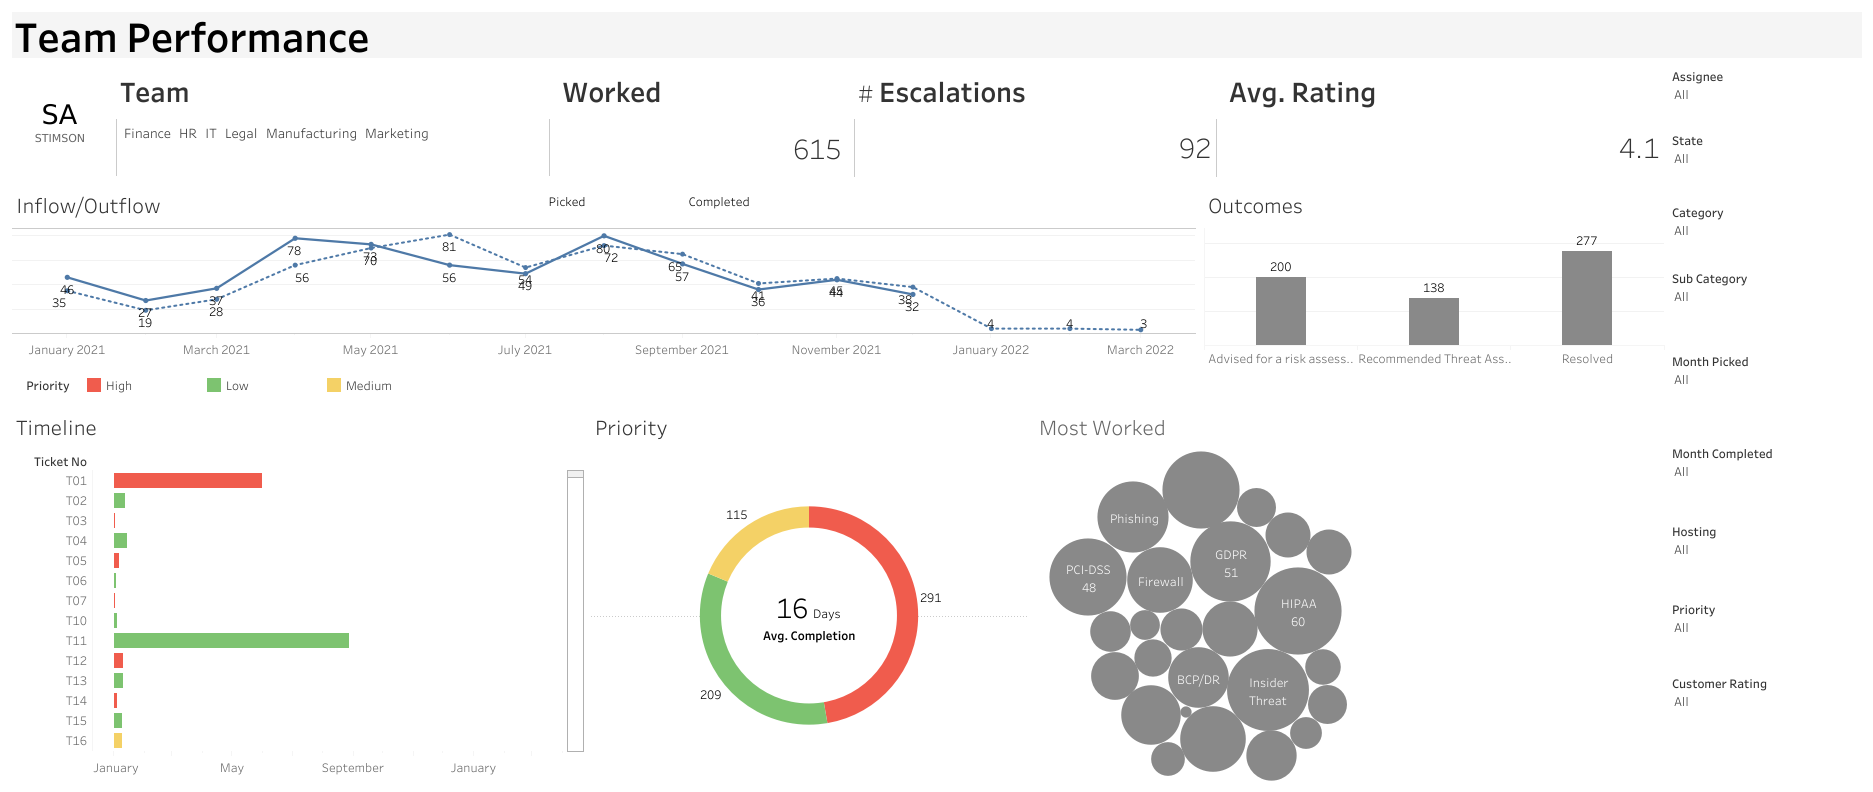 Team Performance
SA
STIMSON
Team
Finance HR IT Legal Manufacturing Marketing
Worked
615
# Escalations
92
Avg. Rating
4.1
Assignee
All
State
All
Category
All
Sub Category
All
Month Picked
All
Month Completed
All
Hosting
All
Priority
All
Customer Rating
All
Inflow/Outflow
Picked Completed
46
35
27
19
37
28
78
56
73
70
81
56
54
49
80
72
65
57
41
36
45
44
38
32
4
4
3
January 2021 March 2021 May 2021 July 2021 September 2021 November 2021 January 2022 March 2022
Outcomes
200
138
277
Advised for a risk assess.. Recommended Threat Ass.. Resolved
Priority High Low Medium
Timeline
Ticket No
T01
T02
T03
T04
T05
T06
T07
T10
T11
T12
T13
T14
T15
T16
January May September January
Priority
115
291
209
16 Days
Avg. Completion
Most Worked
Phishing
GDPR
51
PCI-DSS
48
Firewall
HIPAA
60
BCP/DR
Insider
Threat